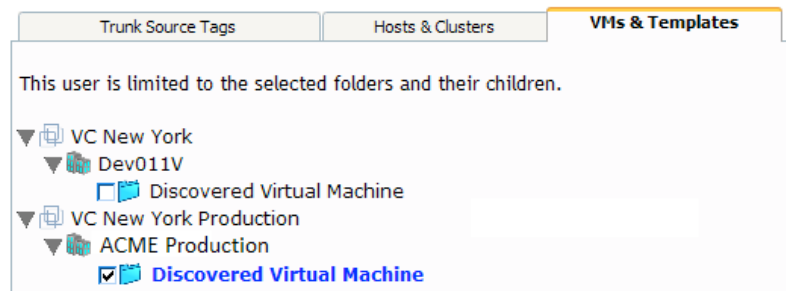 Trunk Source Tags Hosts & Clusters VMs & Templates
This user is limited to the selected folders and their children.
VC New York
Dev011V
Discovered Virtual Machine
VC New York Production
ACME Production
Discovered Virtual Machine